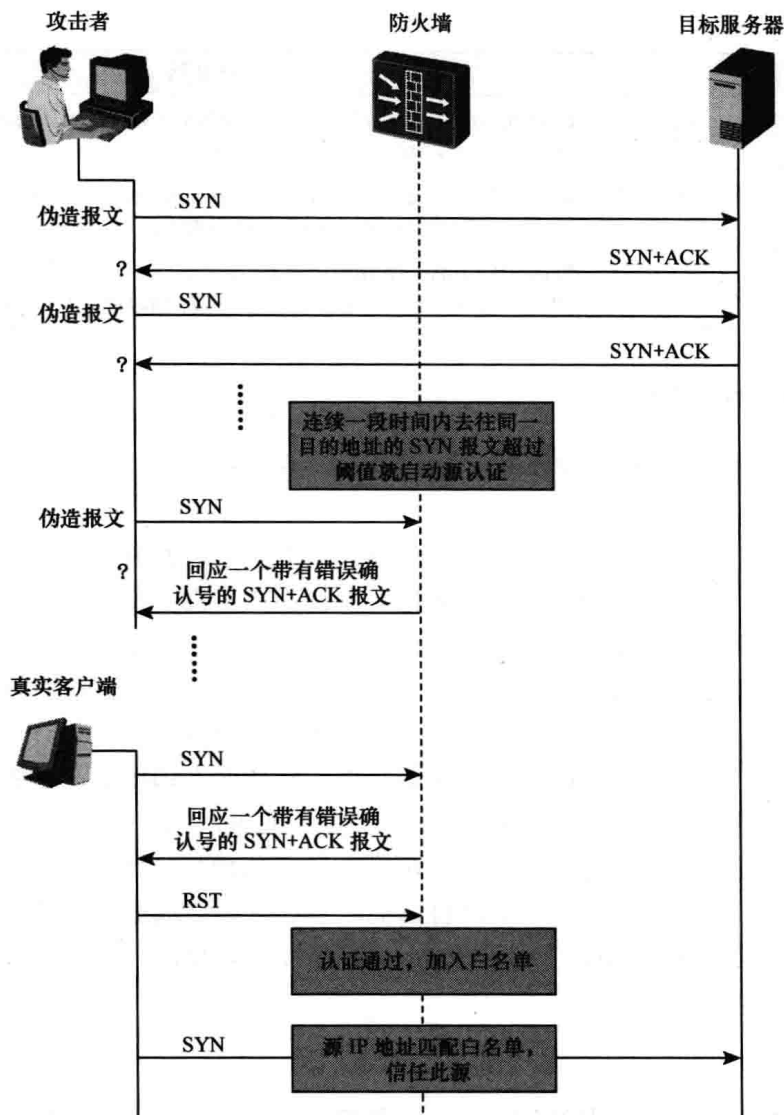 攻击者 防火墙 目标服务器
伪造报文 SYN
? SYN+ACK
伪造报文 SYN
? SYN+ACK
连续一段时间内去往同一
目的地址的 SYN 报文超过
阈值就启动源认证
伪造报文 SYN
? 回应一个带有错误确
认号的 SYN+ACK 报文
真实客户端
SYN
回应一个带有错误确
认号的 SYN+ACK 报文
RST
认证通过，加入白名单
SYN 源 IP 地址匹配白名单，
信任此源